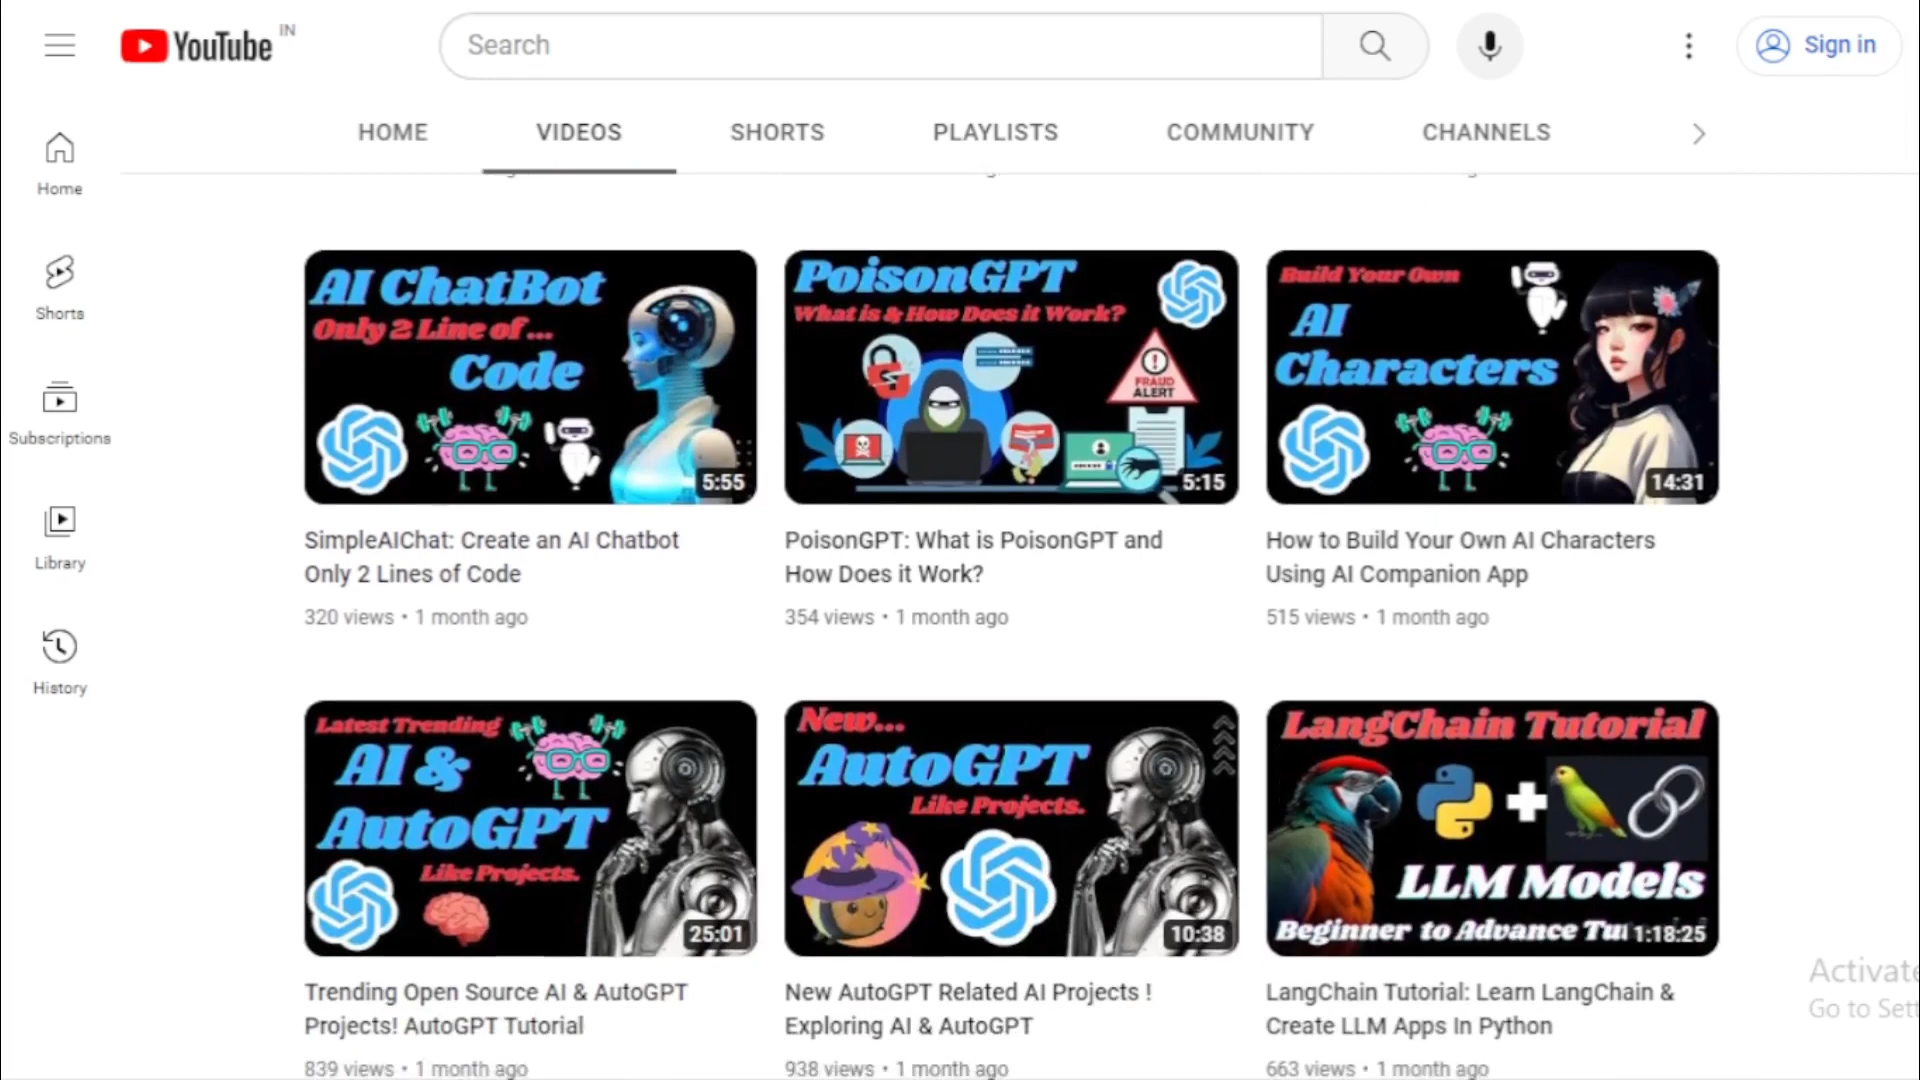 YouTube IN
Search
Sign in
HOME VIDEOS SHORTS PLAYLISTS COMMUNITY CHANNELS
Home
Shorts
Subscriptions
Library
History
AI ChatBot
Only 2 Line of...
Code
5:55
SimpleAIChat: Create an AI Chatbot
Only 2 Lines of Code
320 views • 1 month ago
PoisonGPT
What is & How Does it Work?
FRAUD
ALERT
5:15
PoisonGPT: What is PoisonGPT and
How Does it Work?
354 views • 1 month ago
Build Your Own
AI
Characters
14:31
How to Build Your Own AI Characters
Using AI Companion App
515 views • 1 month ago
Latest Trending
AI &
AutoGPT
Like Projects.
25:01
Trending Open Source AI & AutoGPT
Projects! AutoGPT Tutorial
839 views • 1 month ago
New...
AutoGPT
Like Projects.
10:38
New AutoGPT Related AI Projects !
Exploring AI & AutoGPT
938 views • 1 month ago
LangChain Tutorial
LLM Models
Beginner to Advance Tu
1:18:25
LangChain Tutorial: Learn LangChain &
Create LLM Apps In Python
663 views • 1 month ago
Activate
Go to Sett